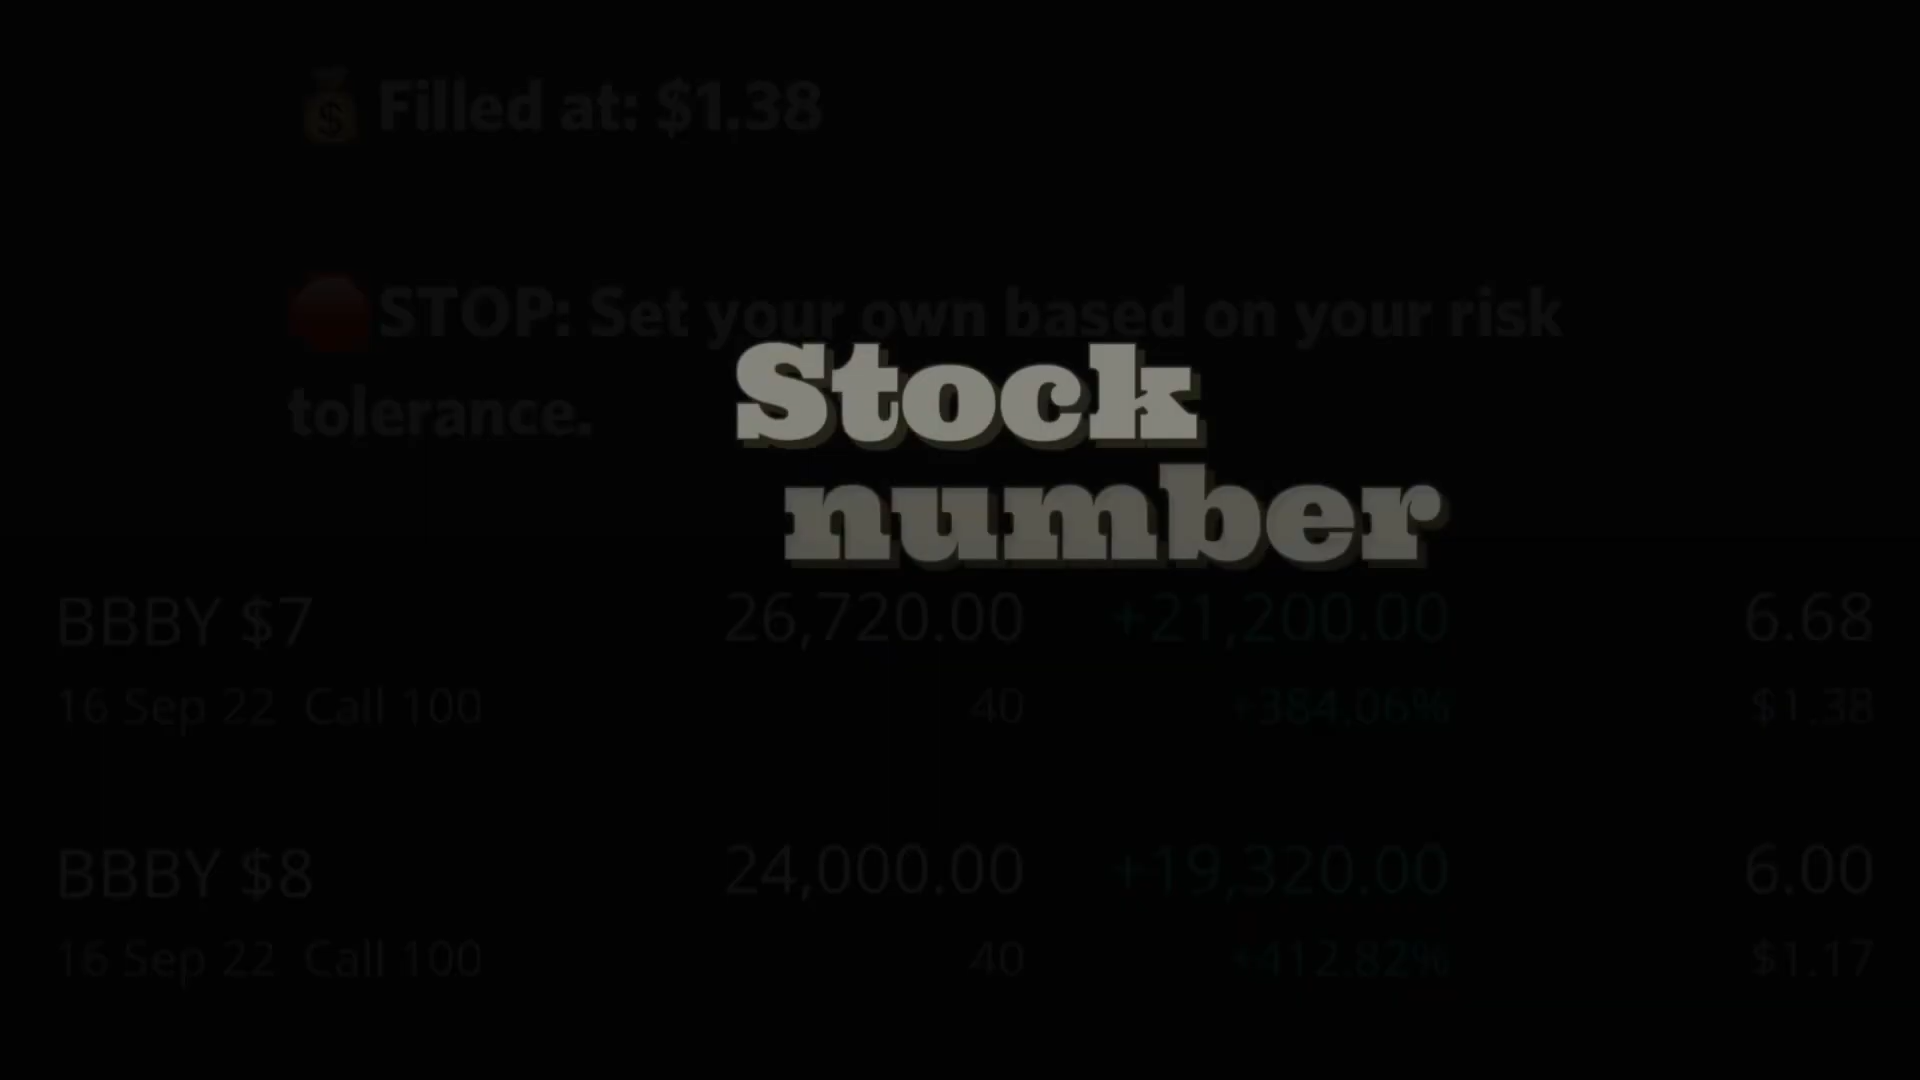 Filled at: $1.38
STOP: Set your own based on your risk
tolerance.
Stock
number
BBBY $7 26,720.00 +21,200.00 6.68
16 Sep 22 Call 100 40 +384.06% $1.38
BBBY $8 24,000.00 +19,320.00 6.00
16 Sep 22 Call 100 40 +412.82% $1.17